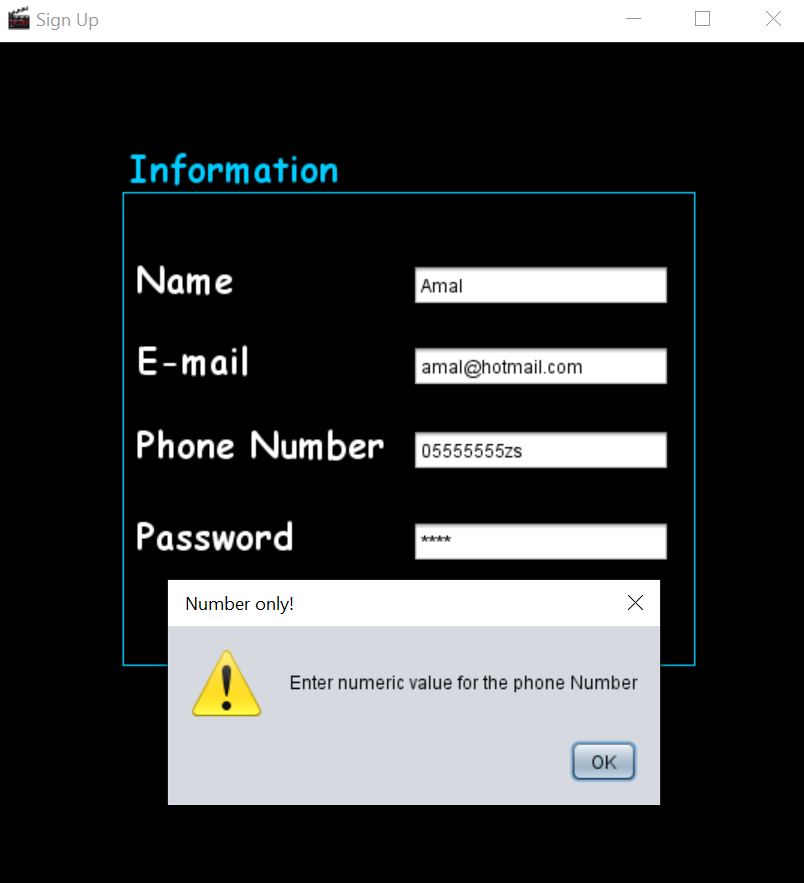 Sign Up
Information
Name
Amal
E-mail
amal@hotmail.com
Phone Number
05555555zs
Password
****
Number only!
Enter numeric value for the phone Number
OK